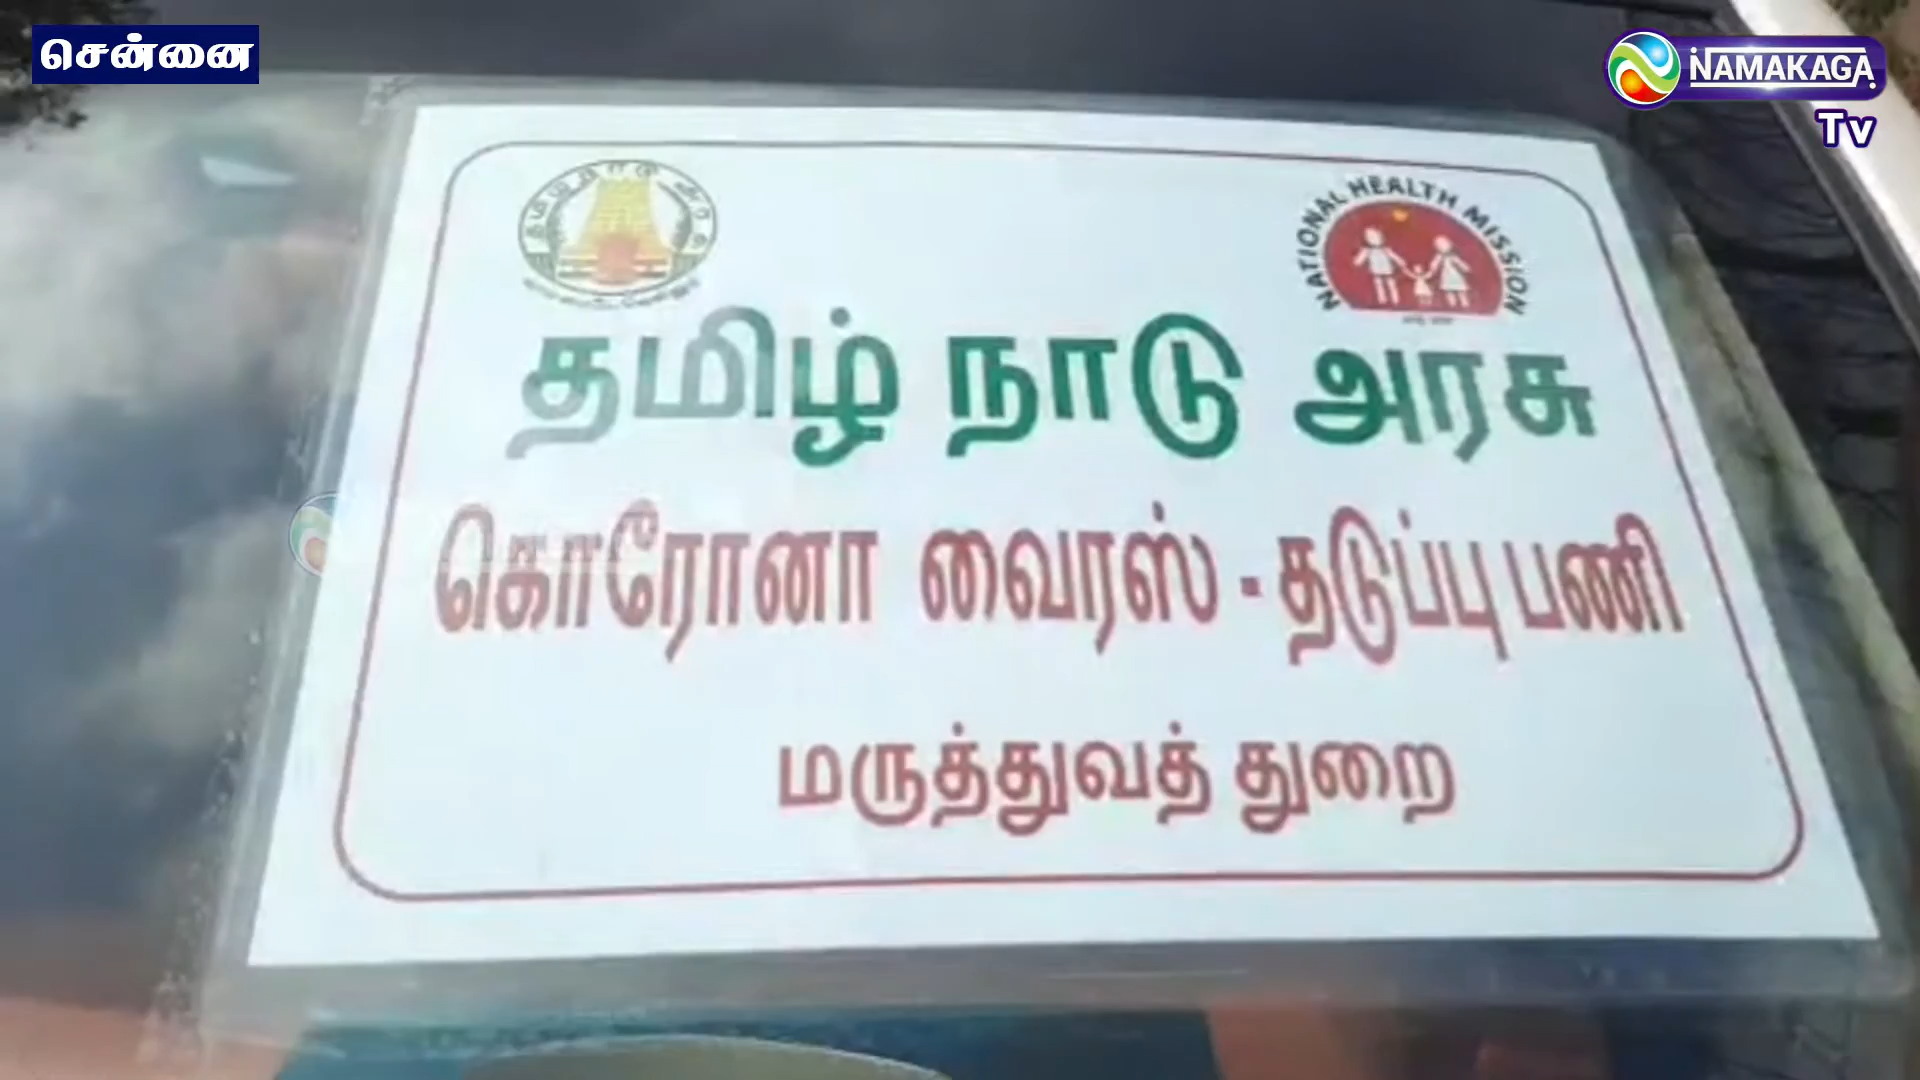 சென்னை
NAMAKAGA
Tv
NATIONAL HEALTH MISSION
தமிழ் நாடு அரசு
கொரோனா வைரஸ் - தடுப்பு பணி
மருத்துவத் துறை